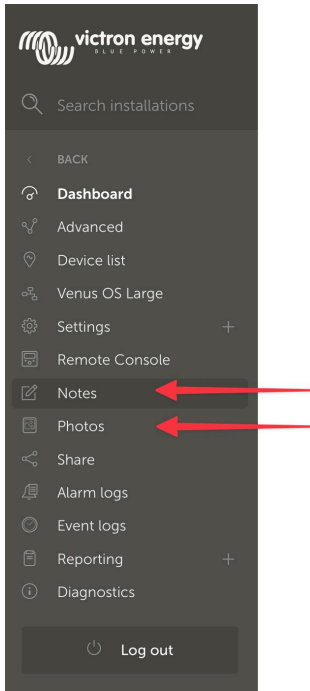 victron energy
BLUE POWER
Search installations
BACK
Dashboard
Advanced
Device list
Venus OS Large
Settings
Remote Console
Notes
Photos
Share
Alarm logs
Event logs
Reporting
Diagnostics
Log out